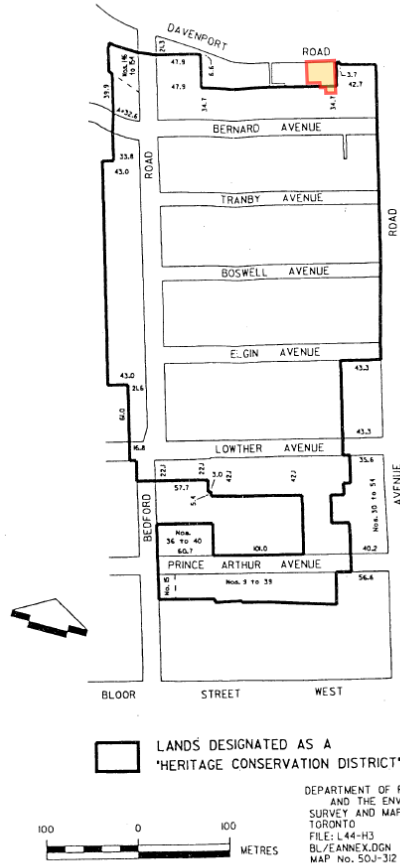 DAVENPORT
ROAD
21.3
Nos. 146
to 154
47.9
6.6
3.7
42.7
39.9
47.9
34.7
34.7
4+32.6
BERNARD AVENUE
33.8
43.0
ROAD
TRANBY AVENUE
ROAD
BOSWELL AVENUE
ELGIN AVENUE
43.0
21.6
43.3
61.0
43.3
16.8
LOWTHER AVENUE
35.6
22.1
22.1
3.0
42.1
42.1
57.7
5.4
AVENUE
Nos. 30 to 54
BEDFORD
Nos.
36 to 40
60.7
101.0
40.2
PRINCE ARTHUR AVENUE
No. 15
Nos. 9 to 39
56.6
BLOOR STREET WEST
LANDS DESIGNATED AS A
"HERITAGE CONSERVATION DISTRICT"
DEPARTMENT OF
AND THE
SURVEY AND
TORONTO
FILE: L44-H3
BL/EANNEX.DGN
MAP No. 50J-312
100 0 100
METRES